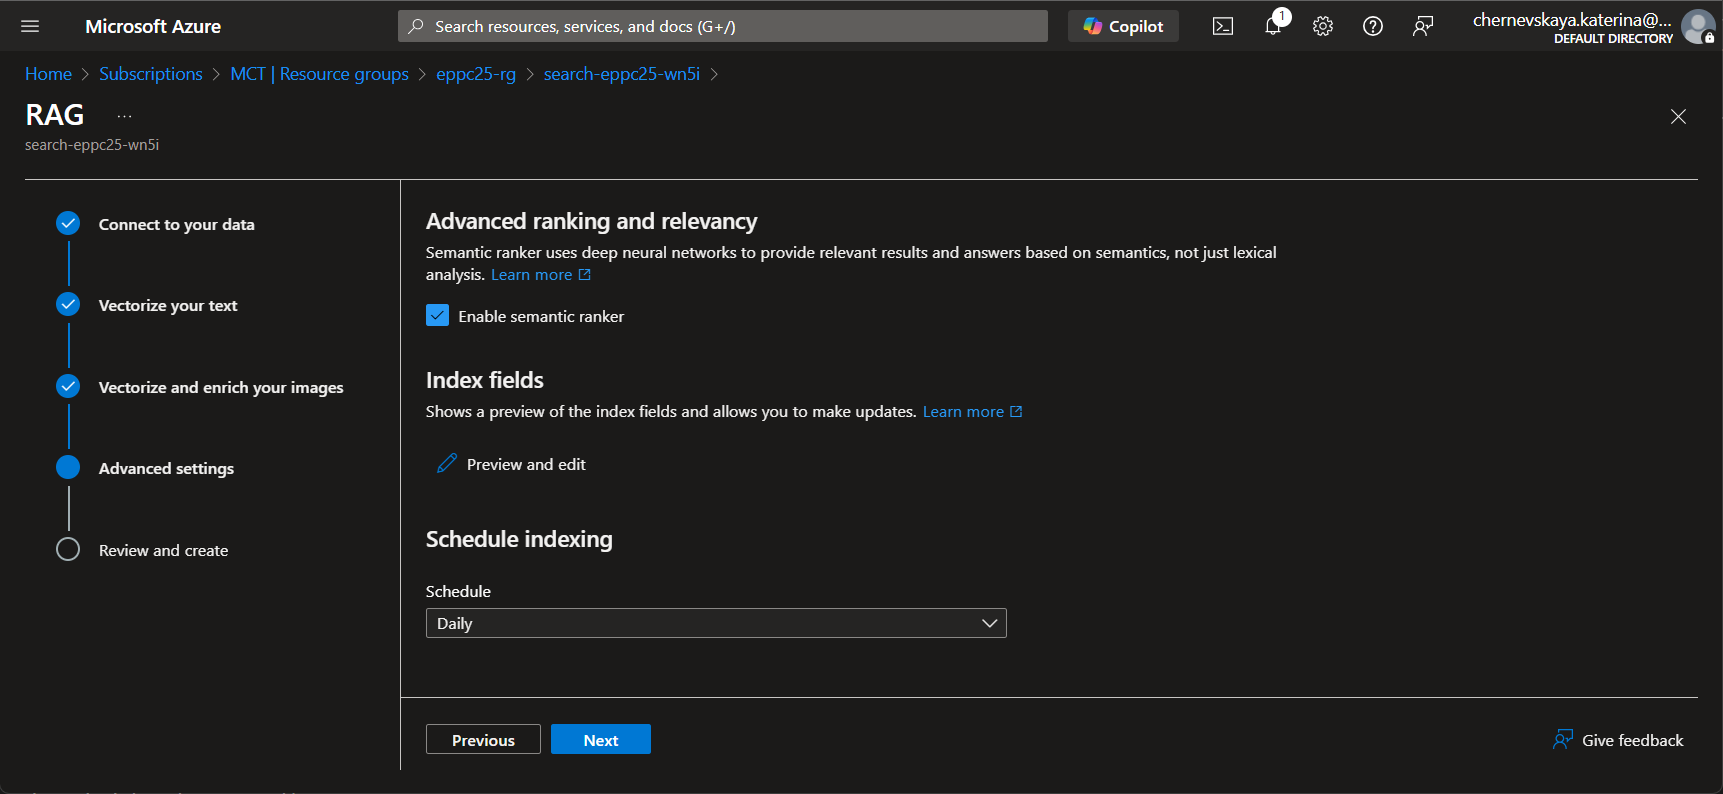 Microsoft Azure
Search resources, services, and docs (G+/)
Copilot
1
chernevskaya.katerina@...
DEFAULT DIRECTORY
Home > Subscriptions > MCT | Resource groups > eppc25-rg > search-eppc25-wn5i >
RAG ...
search-eppc25-wn5i
Connect to your data
Vectorize your text
Vectorize and enrich your images
Advanced settings
Review and create
Advanced ranking and relevancy
Semantic ranker uses deep neural networks to provide relevant results and answers based on semantics, not just lexical
analysis. Learn more
Enable semantic ranker
Index fields
Shows a preview of the index fields and allows you to make updates. Learn more
Preview and edit
Schedule indexing
Schedule
Daily
Previous
Next
Give feedback